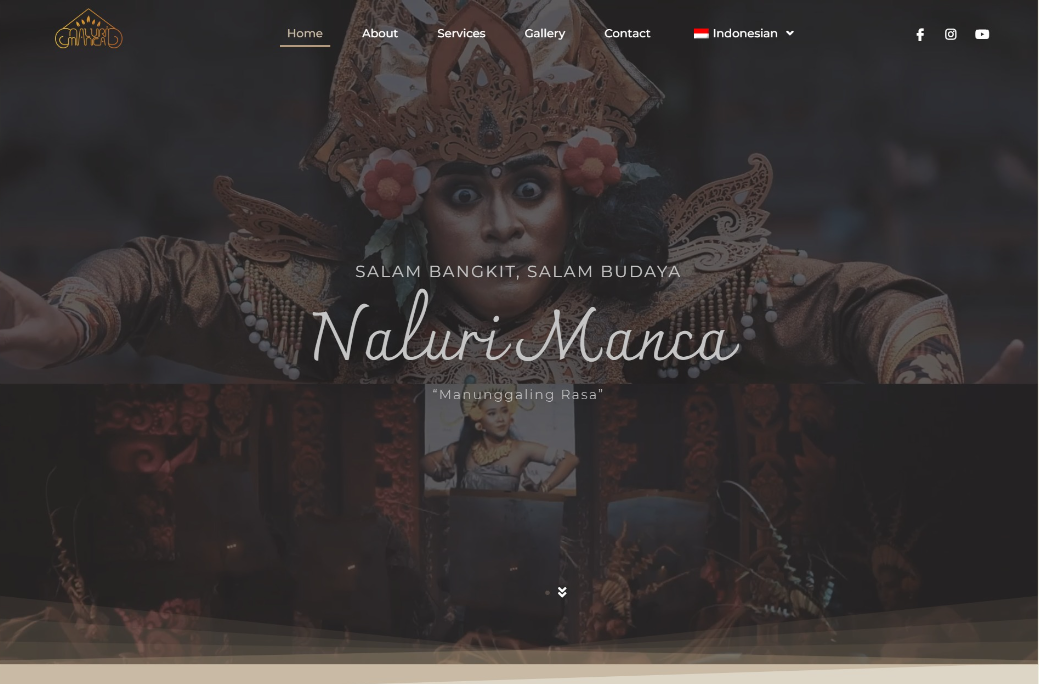 NALURI
MANCA
Home
About
Services
Gallery
Contact
Indonesian
SALAM BANGKIT, SALAM BUDAYA
Naluri Manca
“Manunggaling Rasa”